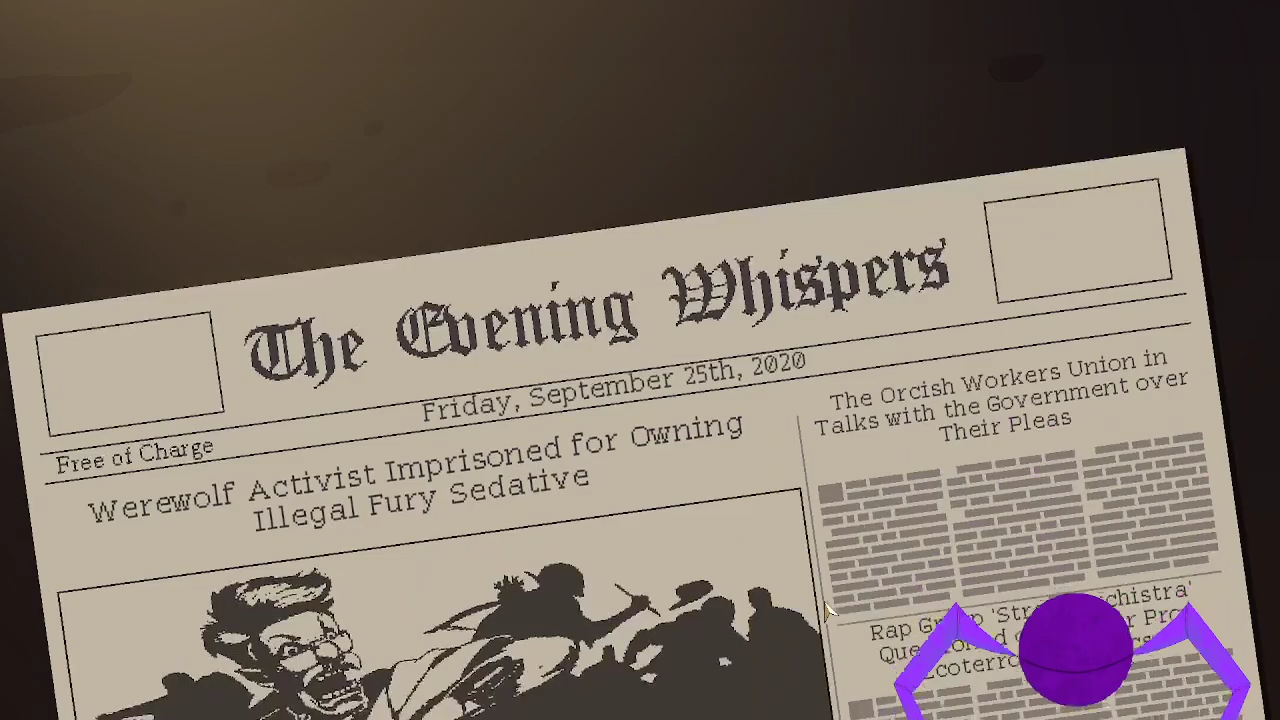 The Evening Whispers
Friday, September 25th, 2020
Free of Charge
Werewolf Activist Imprisoned for Owning
Illegal Fury Sedative
The Orcish Workers Union in
Talks with the Government over
Their Pleas
Rap